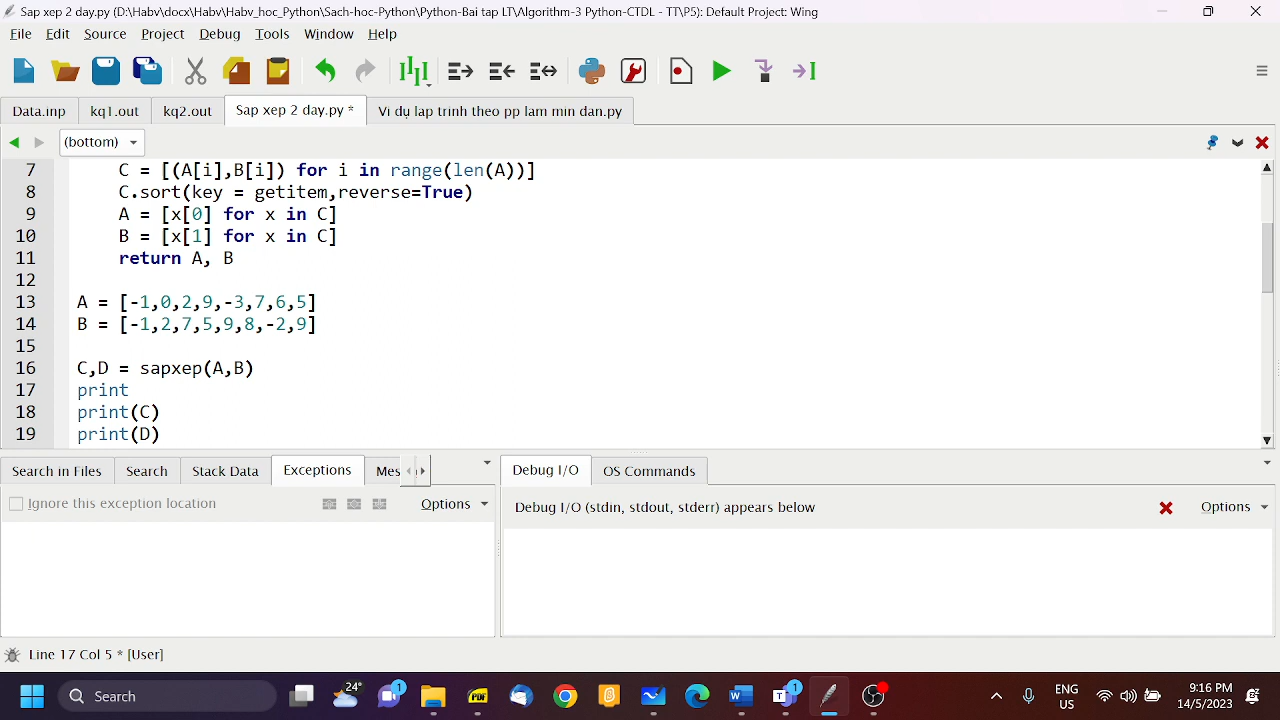 Sap xep 2 day.py (D:\Habv\docx\Habv\Habv_hoc_Python\Sach-hoc-Python\Python-Bai tap LT\Algorithm-3 Python-CTDL - TT\P5): Default Project: Wing
File Edit Source Project Debug Tools Window Help
Data.inp kq1.out kq2.out Sap xep 2 day.py * Vi dụ lap trinh theo pp lam min dan.py
(bottom)
7 C = [(A[i],B[i]) for i in range(len(A))]
8 C.sort(key = getitem,reverse=True)
9 A = [x[0] for x in C]
10 B = [x[1] for x in C]
11 return A, B
12
13 A = [-1,0,2,9,-3,7,6,5]
14 B = [-1,2,7,5,9,8,-2,9]
15
16 C,D = sapxep(A,B)
17 print
18 print(C)
19 print(D)
Search in Files Search Stack Data Exceptions Mes Debug I/O OS Commands
Ignore this exception location Options Debug I/O (stdin, stdout, stderr) appears below Options
Line 17 Col 5 * [User]
Search 24° 1 PDF 1 ENG US 9:16 PM 14/5/2023